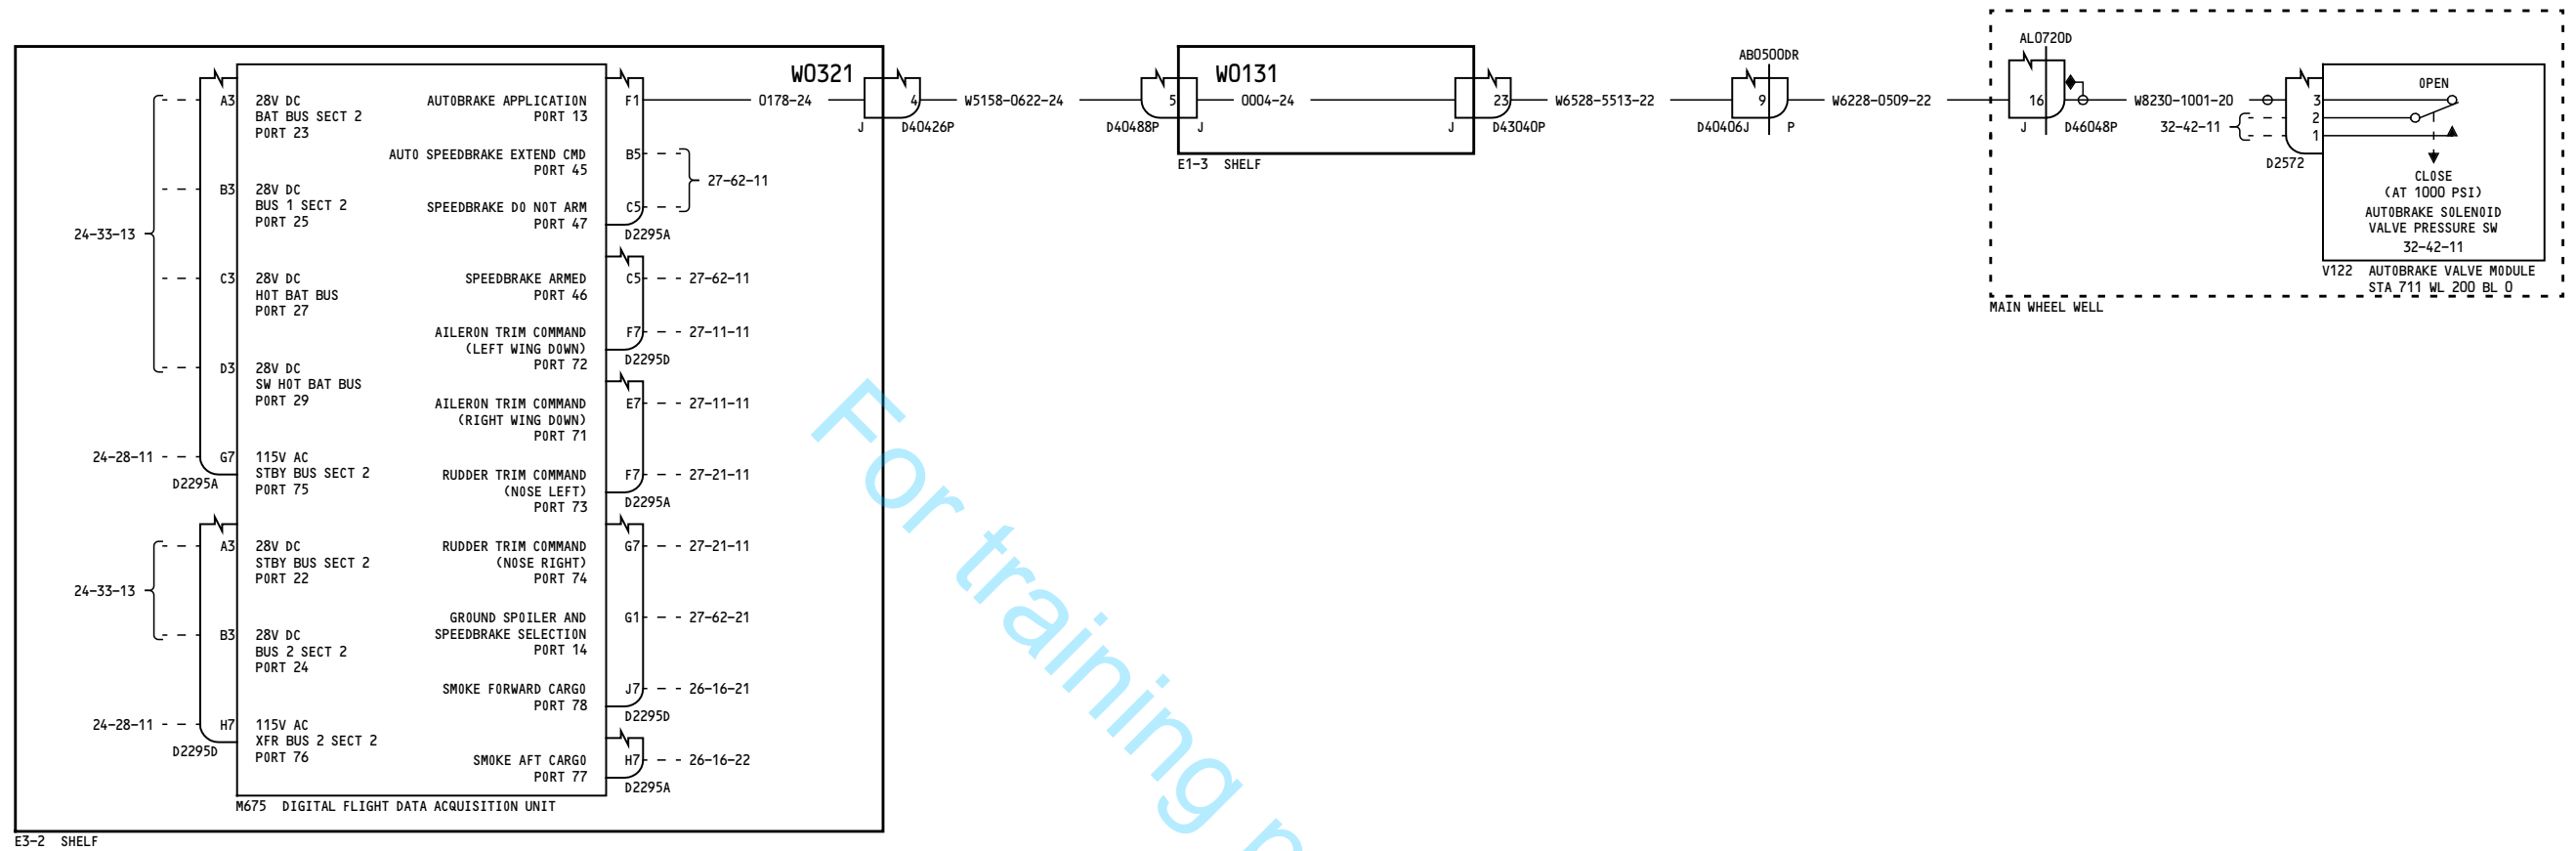 W0321
A3
28V DC
BAT BUS SECT 2
PORT 23
B3
28V DC
BUS 1 SECT 2
PORT 25
24-33-13
C3
28V DC
HOT BAT BUS
PORT 27
D3
28V DC
SW HOT BAT BUS
PORT 29
24-28-11
G7
115V AC
STBY BUS SECT 2
PORT 75
D2295A
A3
28V DC
STBY BUS SECT 2
PORT 22
24-33-13
B3
28V DC
BUS 2 SECT 2
PORT 24
24-28-11
H7
115V AC
XFR BUS 2 SECT 2
PORT 76
D2295D
AUTOBRAKE APPLICATION
PORT 13
F1
0178-24
AUTO SPEEDBRAKE EXTEND CMD
PORT 45
B5
27-62-11
SPEEDBRAKE DO NOT ARM
PORT 47
C5
D2295A
SPEEDBRAKE ARMED
PORT 46
C5
27-62-11
AILERON TRIM COMMAND
(LEFT WING DOWN)
PORT 72
F7
27-11-11
D2295D
AILERON TRIM COMMAND
(RIGHT WING DOWN)
PORT 71
E7
27-11-11
RUDDER TRIM COMMAND
(NOSE LEFT)
PORT 73
F7
27-21-11
D2295A
RUDDER TRIM COMMAND
(NOSE RIGHT)
PORT 74
G7
27-21-11
GROUND SPOILER AND
SPEEDBRAKE SELECTION
PORT 14
G1
27-62-21
SMOKE FORWARD CARGO
PORT 78
J7
26-16-21
D2295D
SMOKE AFT CARGO
PORT 77
H7
26-16-22
D2295A
M675 DIGITAL FLIGHT DATA ACQUISITION UNIT
E3-2 SHELF
4
J
D40426P
W5158-0622-24
5
D40488P
J
W0131
0004-24
23
J
D43040P
E1-3 SHELF
W6528-5513-22
AB0500DR
9
D40406J
P
W6228-0509-22
AL0720D
16
J
D46048P
W8230-1001-20
32-42-11
3
2
1
D2572
OPEN
CLOSE
(AT 1000 PSI)
AUTOBRAKE SOLENOID
VALVE PRESSURE SW
32-42-11
V122 AUTOBRAKE VALVE MODULE
STA 711 WL 200 BL 0
MAIN WHEEL WELL
For training